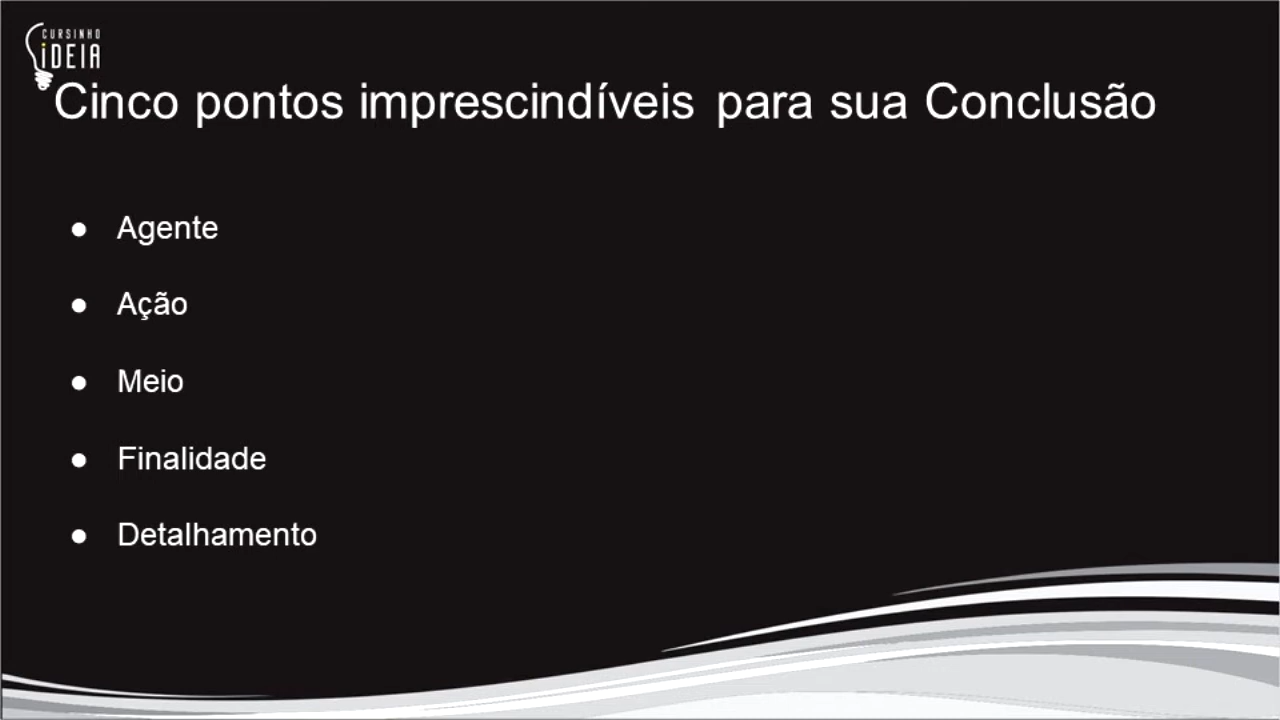 CURSINHO
iDEIA
Cinco pontos imprescindíveis para sua Conclusão
● Agente
● Ação
● Meio
● Finalidade
● Detalhamento